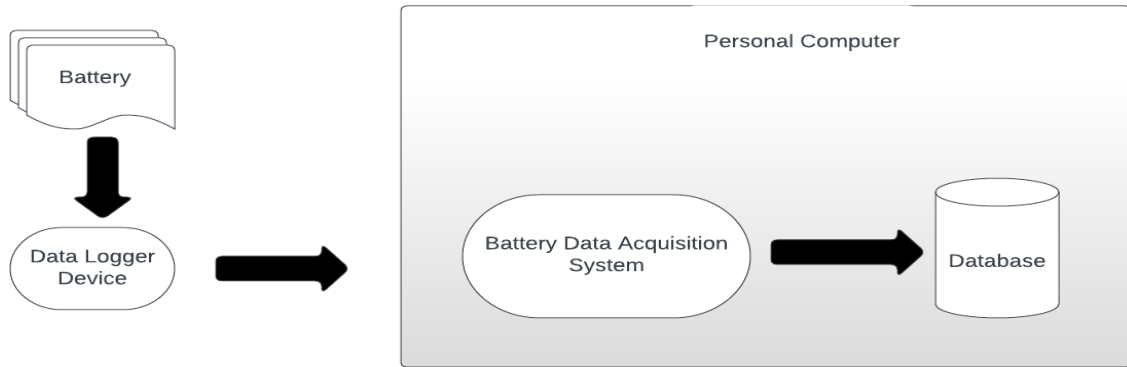 Personal Computer
Battery
Data Logger
Device
Battery Data Acquisition
System
Database